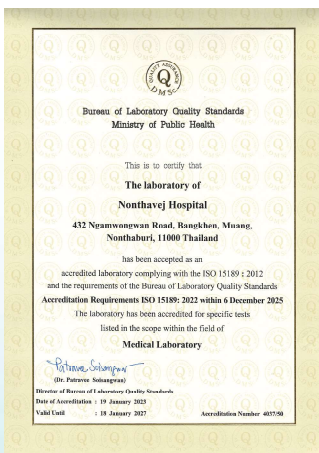 QUALITY ASSURANCE
Q
DMSc
Bureau of Laboratory Quality Standards
Ministry of Public Health
This is to certify that
The laboratory of
Nonthavej Hospital
432 Ngamwongwan Road, Bangkhen, Muang,
Nonthaburi, 11000 Thailand
has been accepted as an
accredited laboratory complying with the ISO 15189 : 2012
and the requirements of the Bureau of Laboratory Quality Standards
Accreditation Requirements ISO 15189: 2022 within 6 December 2025
The laboratory has been accredited for specific tests
listed in the scope within the field of
Medical Laboratory
Patravee Soisangwan
(Dr. Patravee Soisangwan)
Director of Bureau of Laboratory Quality Standards
Date of Accreditation : 19 January 2023
Valid Until : 18 January 2027
Accreditation Number 4037/50